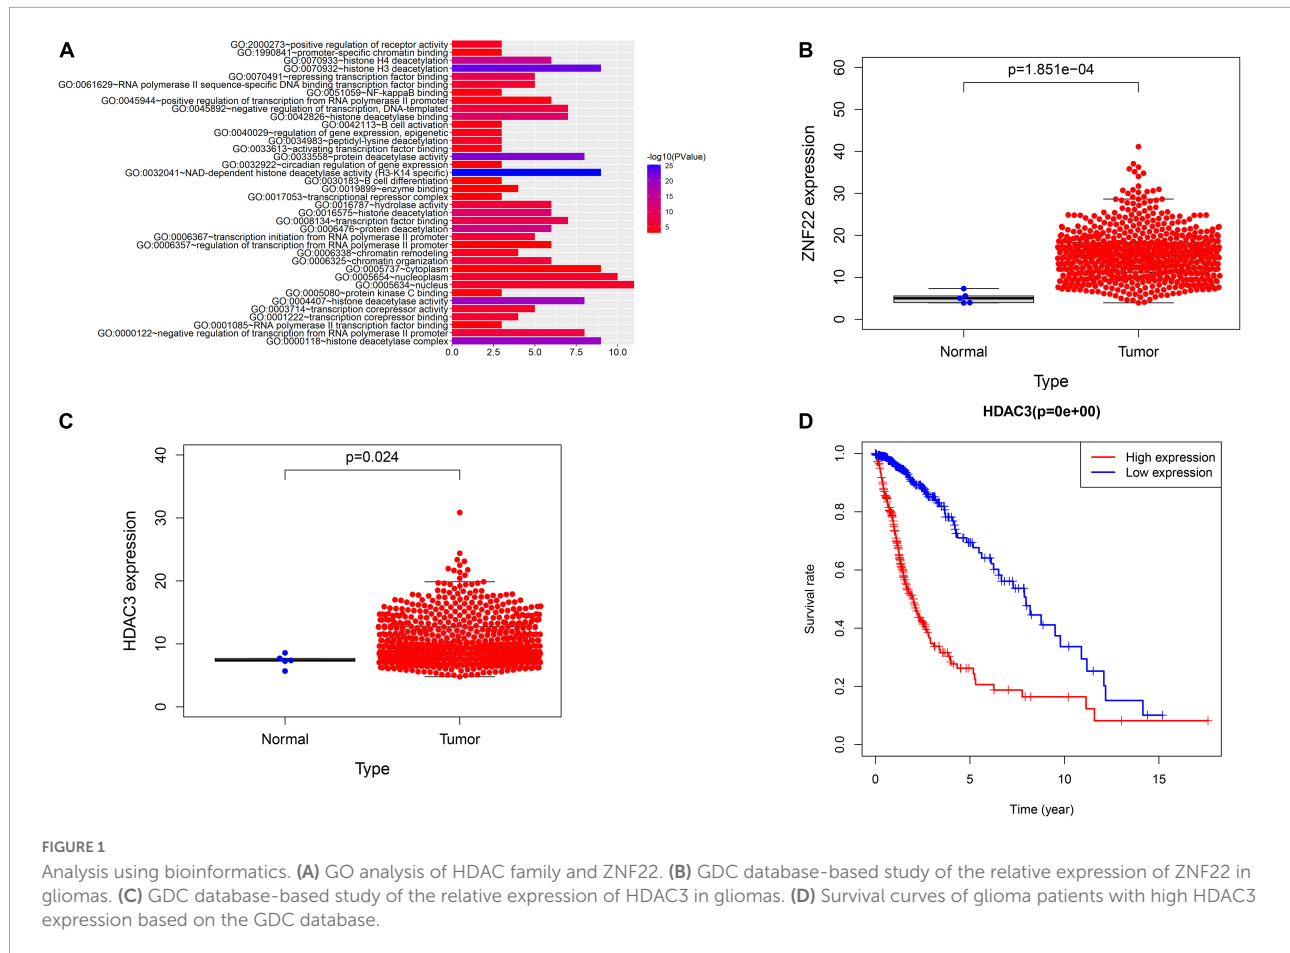 A
GO:2000273~positive regulation of receptor activity
GO:1990841~promoter-specific chromatin binding
GO:0070933~histone H4 deacetylation
GO:0070932~histone H3 deacetylation
GO:0070491~repressing transcription factor binding
GO:0061629~RNA polymerase II sequence-specific DNA binding transcription factor binding
GO:0051059~NF-kappaB binding
GO:0045944~positive regulation of transcription from RNA polymerase II promoter
GO:0045892~negative regulation of transcription, DNA-templated
GO:0042826~histone deacetylase binding
GO:0042113~B cell activation
GO:0040029~regulation of gene expression, epigenetic
GO:0034983~peptidyl-lysine deacetylation
GO:0033613~activating transcription factor binding
GO:0033558~protein deacetylase activity
GO:0032922~circadian regulation of gene expression
GO:0032041~NAD-dependent histone deacetylase activity (H3-K14 specific)
GO:0030183~B cell differentiation
GO:0019899~enzyme binding
GO:0017053~transcriptional repressor complex
GO:0016787~hydrolase activity
GO:0016575~histone deacetylation
GO:0008134~transcription factor binding
GO:0006476~protein deacetylation
GO:0006367~transcription initiation from RNA polymerase II promoter
GO:0006357~regulation of transcription from RNA polymerase II promoter
GO:0006338~chromatin remodeling
GO:0006325~chromatin organization
GO:0005737~cytoplasm
GO:0005654~nucleoplasm
GO:0005634~nucleus
GO:0005080~protein kinase C binding
GO:0004407~histone deacetylase activity
GO:0003714~transcription corepressor activity
GO:0001222~transcription corepressor binding
GO:0001085~RNA polymerase II transcription factor binding
GO:0000122~negative regulation of transcription from RNA polymerase II promoter
GO:0000118~histone deacetylase complex
0.0 2.5 5.0 7.5 10.0
-log10(PValue)
25
20
15
10
5
B
p=1.851e−04
ZNF22 expression
60
50
40
30
20
10
0
Normal Tumor
Type
C
p=0.024
HDAC3 expression
40
30
20
10
0
Normal Tumor
Type
D
HDAC3(p=0e+00)
High expression
Low expression
Survival rate
1.0
0.8
0.6
0.4
0.2
0.0
0 5 10 15
Time (year)
FIGURE 1
Analysis using bioinformatics. (A) GO analysis of HDAC family and ZNF22. (B) GDC database-based study of the relative expression of ZNF22 in
gliomas. (C) GDC database-based study of the relative expression of HDAC3 in gliomas. (D) Survival curves of glioma patients with high HDAC3
expression based on the GDC database.